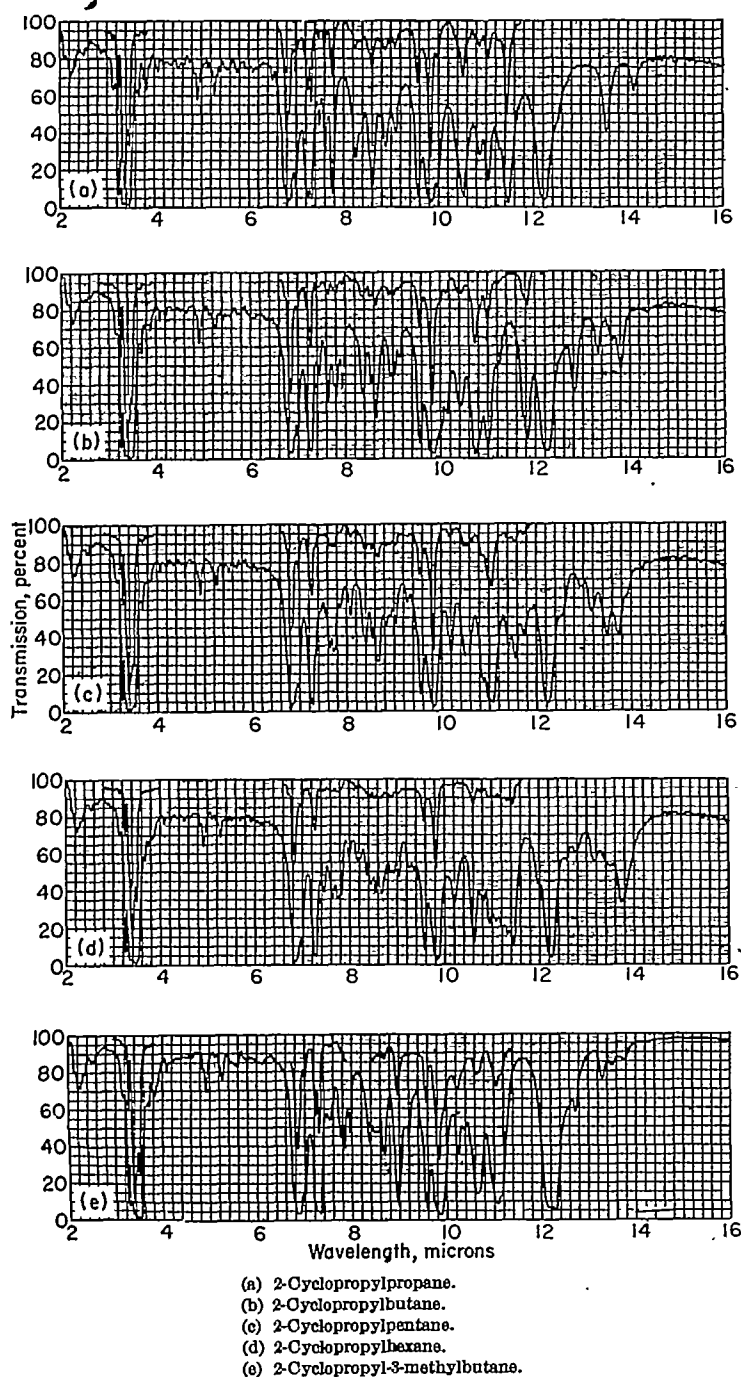 100
80
60
40
20
0
(a)
2 4 6 8 10 12 14 16
100
80
60
40
20
0
(b)
2 4 6 8 10 12 14 16
Transmission, percent
100
80
60
40
20
0
(c)
2 4 6 8 10 12 14 16
100
80
60
40
20
0
(d)
2 4 6 8 10 12 14 16
100
80
60
40
20
0
(e)
2 4 6 8 10 12 14 16
Wavelength, microns
(a) 2-Cyclopropylpropane.
(b) 2-Cyclopropylbutane.
(c) 2-Cyclopropylpentane.
(d) 2-Cyclopropylhexane.
(e) 2-Cyclopropyl-3-methylbutane.